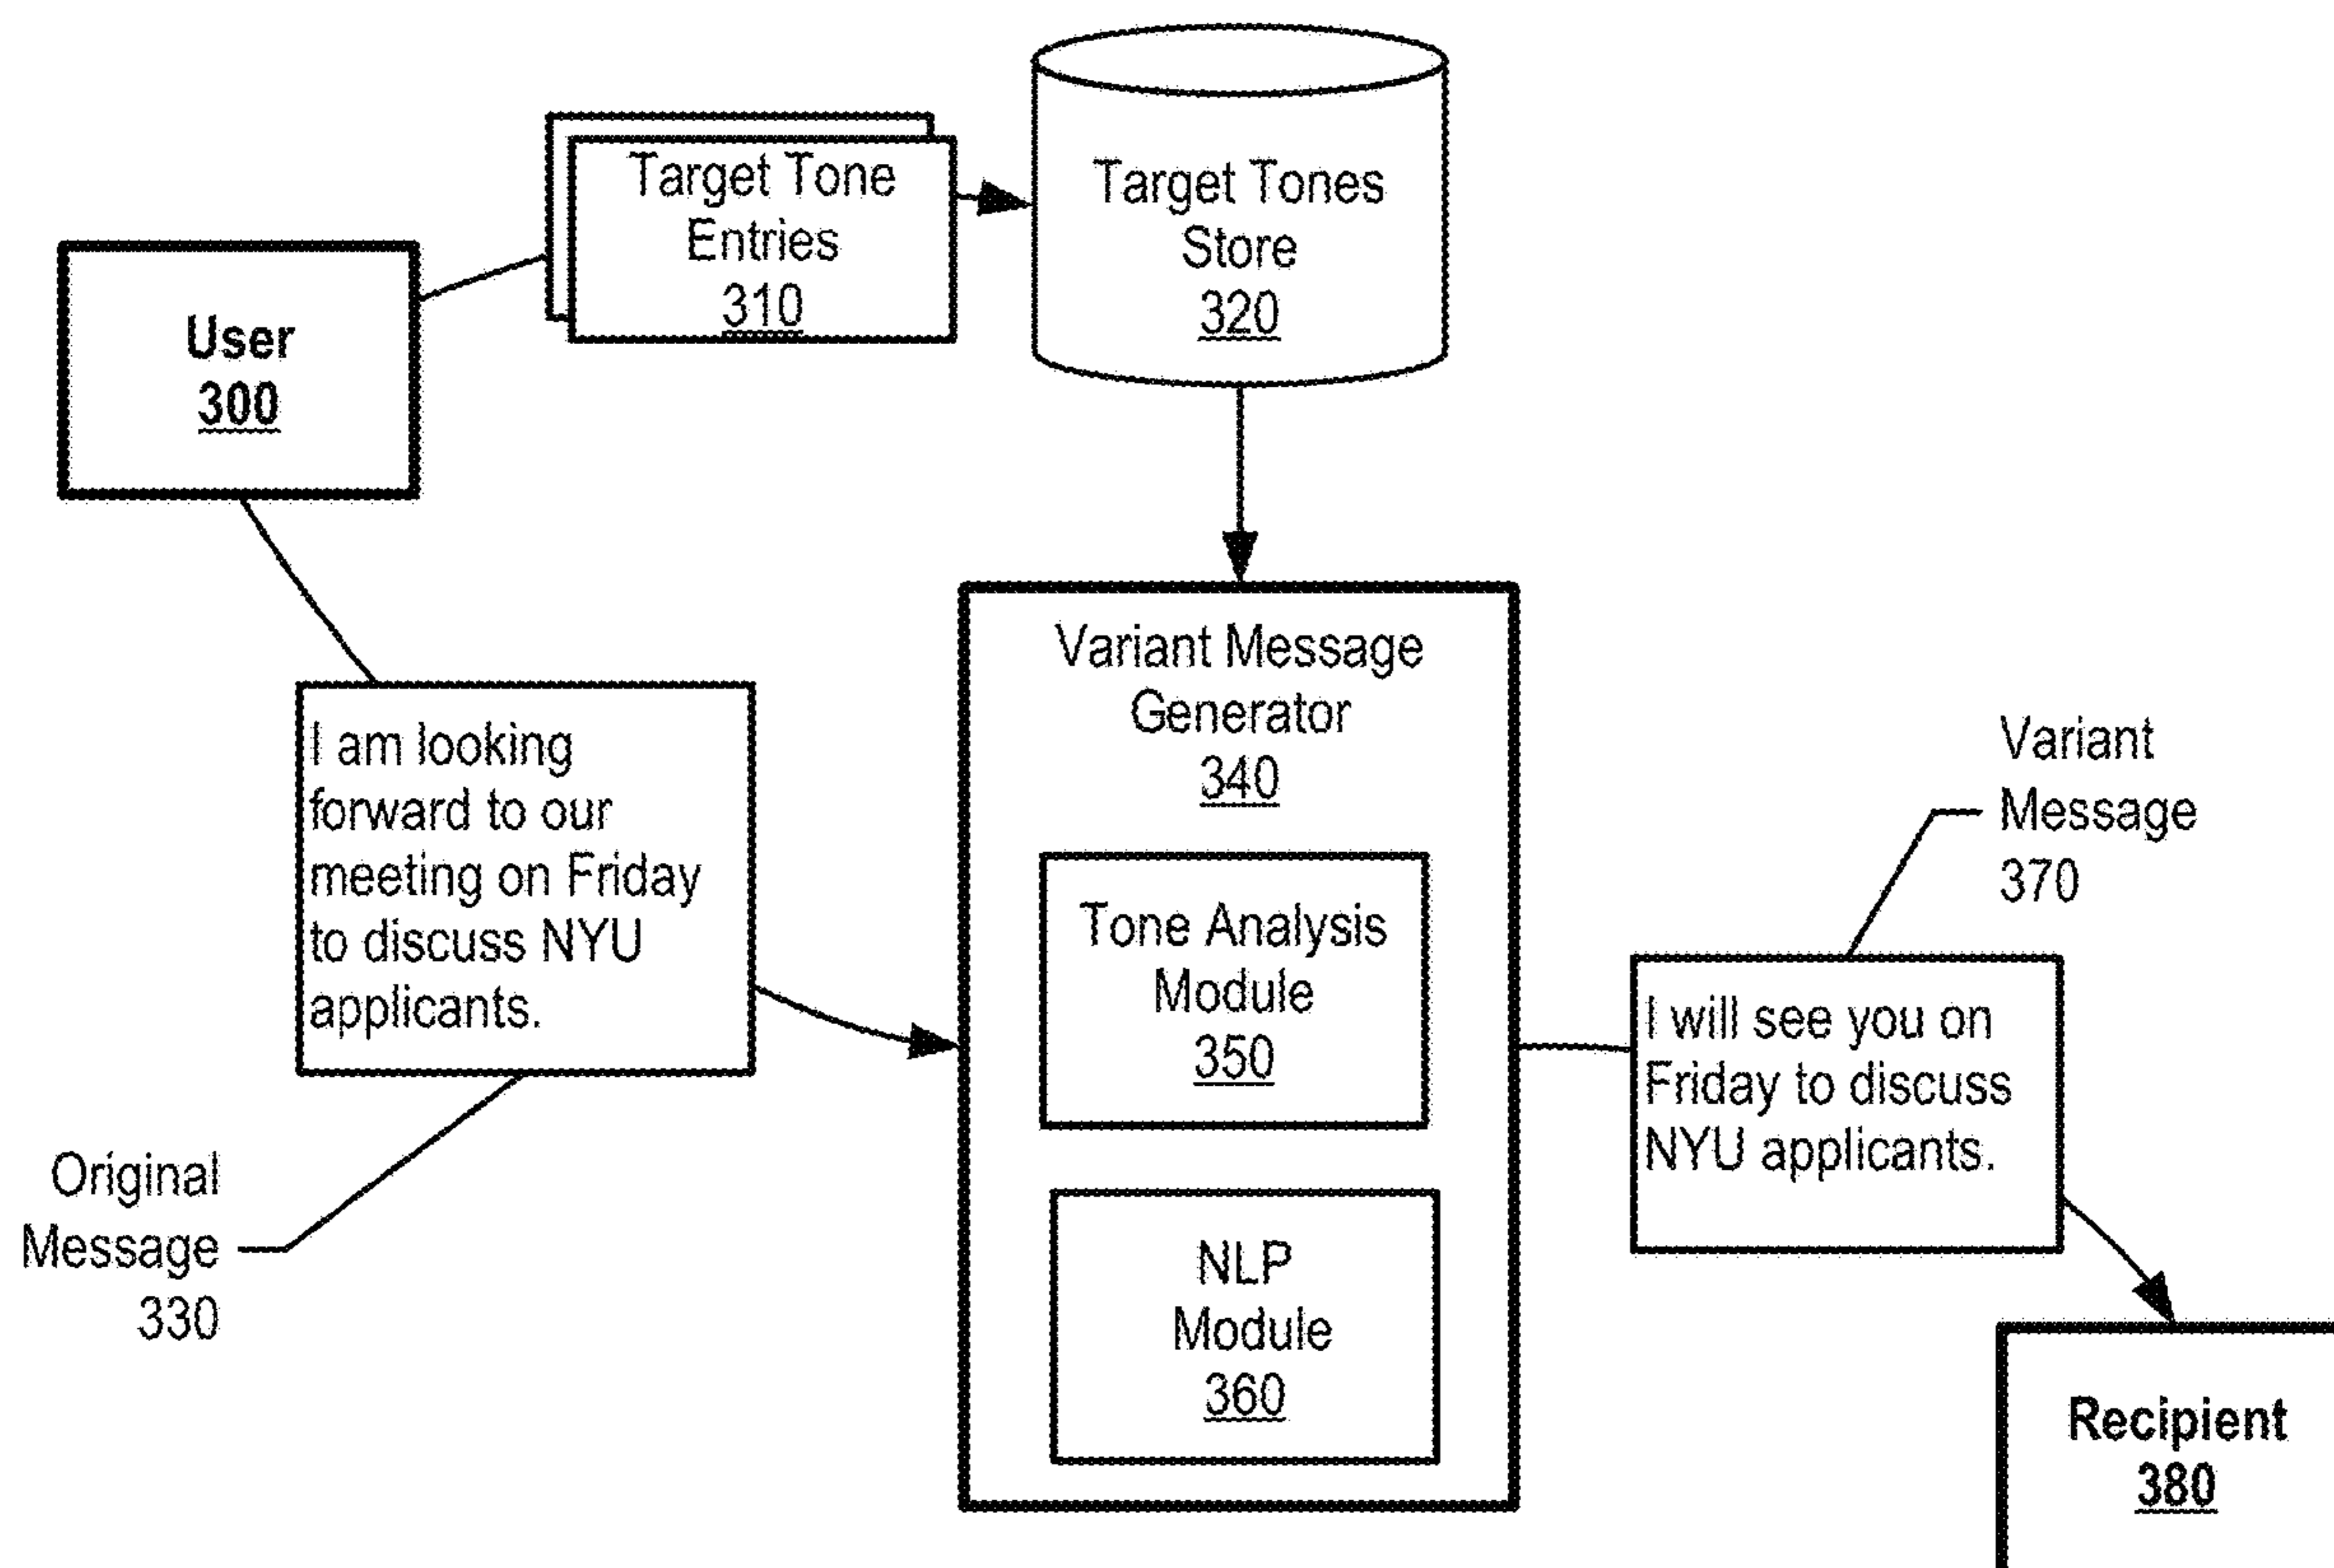 Target Tone
Entries
310
Target Tones
Store
320
User
300
I am looking
forward to our
meeting on Friday
to discuss NYU
applicants.
Original
Message
330
Variant Message
Generator
340
Tone Analysis
Module
350
NLP
Module
360
Variant
Message
370
I will see you on
Friday to discuss
NYU applicants.
Recipient
380